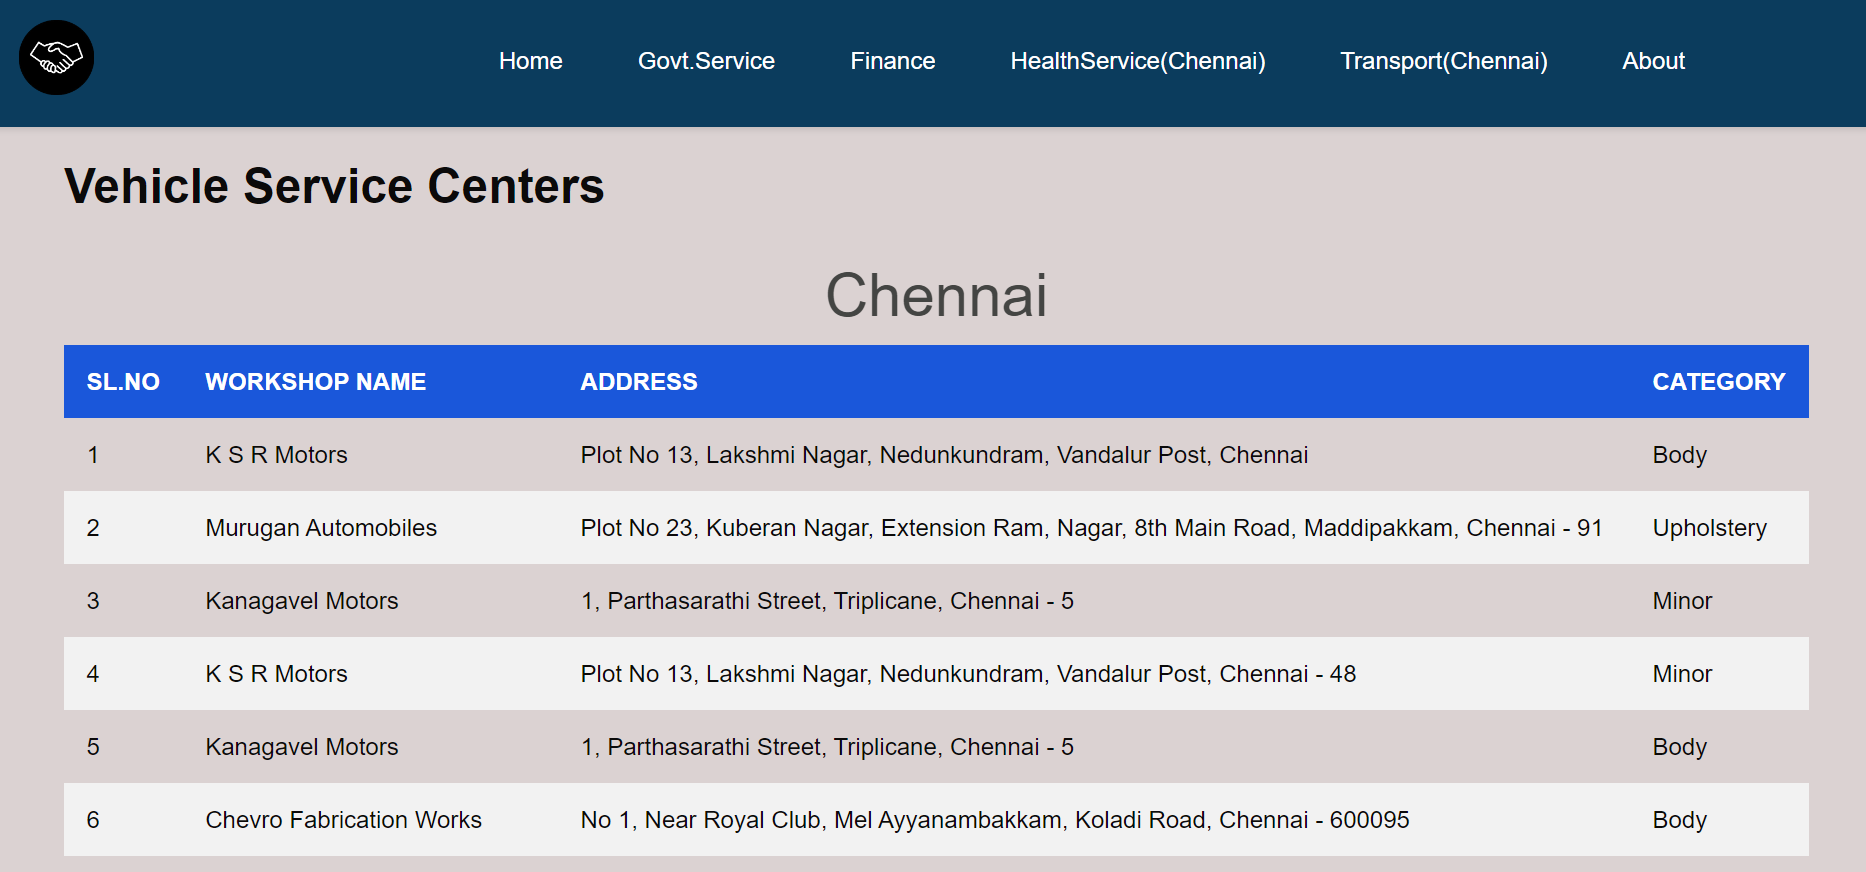 Home Govt.Service Finance HealthService(Chennai) Transport(Chennai) About
Vehicle Service Centers
Chennai
SL.NO WORKSHOP NAME ADDRESS CATEGORY
1 K S R Motors Plot No 13, Lakshmi Nagar, Nedunkundram, Vandalur Post, Chennai Body
2 Murugan Automobiles Plot No 23, Kuberan Nagar, Extension Ram, Nagar, 8th Main Road, Maddipakkam, Chennai - 91 Upholstery
3 Kanagavel Motors 1, Parthasarathi Street, Triplicane, Chennai - 5 Minor
4 K S R Motors Plot No 13, Lakshmi Nagar, Nedunkundram, Vandalur Post, Chennai - 48 Minor
5 Kanagavel Motors 1, Parthasarathi Street, Triplicane, Chennai - 5 Body
6 Chevro Fabrication Works No 1, Near Royal Club, Mel Ayyanambakkam, Koladi Road, Chennai - 600095 Body